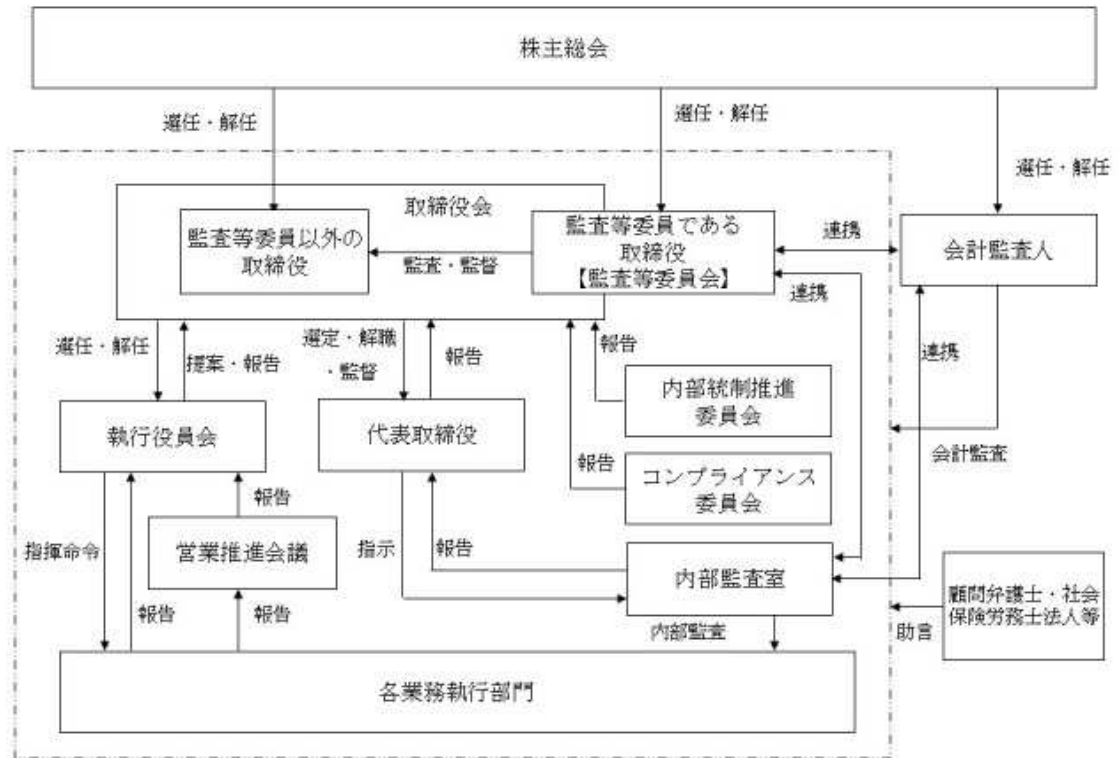 株主総会
選任・解任
選任・解任
選任・解任
取締役会
監査等委員以外の
取締役
監査・監督
監査等委員である
取締役
【監査等委員会】
連携
会計監査人
連携
連携
選任・解任
提案・報告
選定・解職
・監督
報告
報告
内部統制推進
委員会
執行役員会
代表取締役
報告
コンプライアンス
委員会
会計監査
報告
営業推進会議
指揮命令
指示
報告
内部監査室
顧問弁護士・社会
保険労務士法人等
助言
報告
報告
内部監査
各業務執行部門